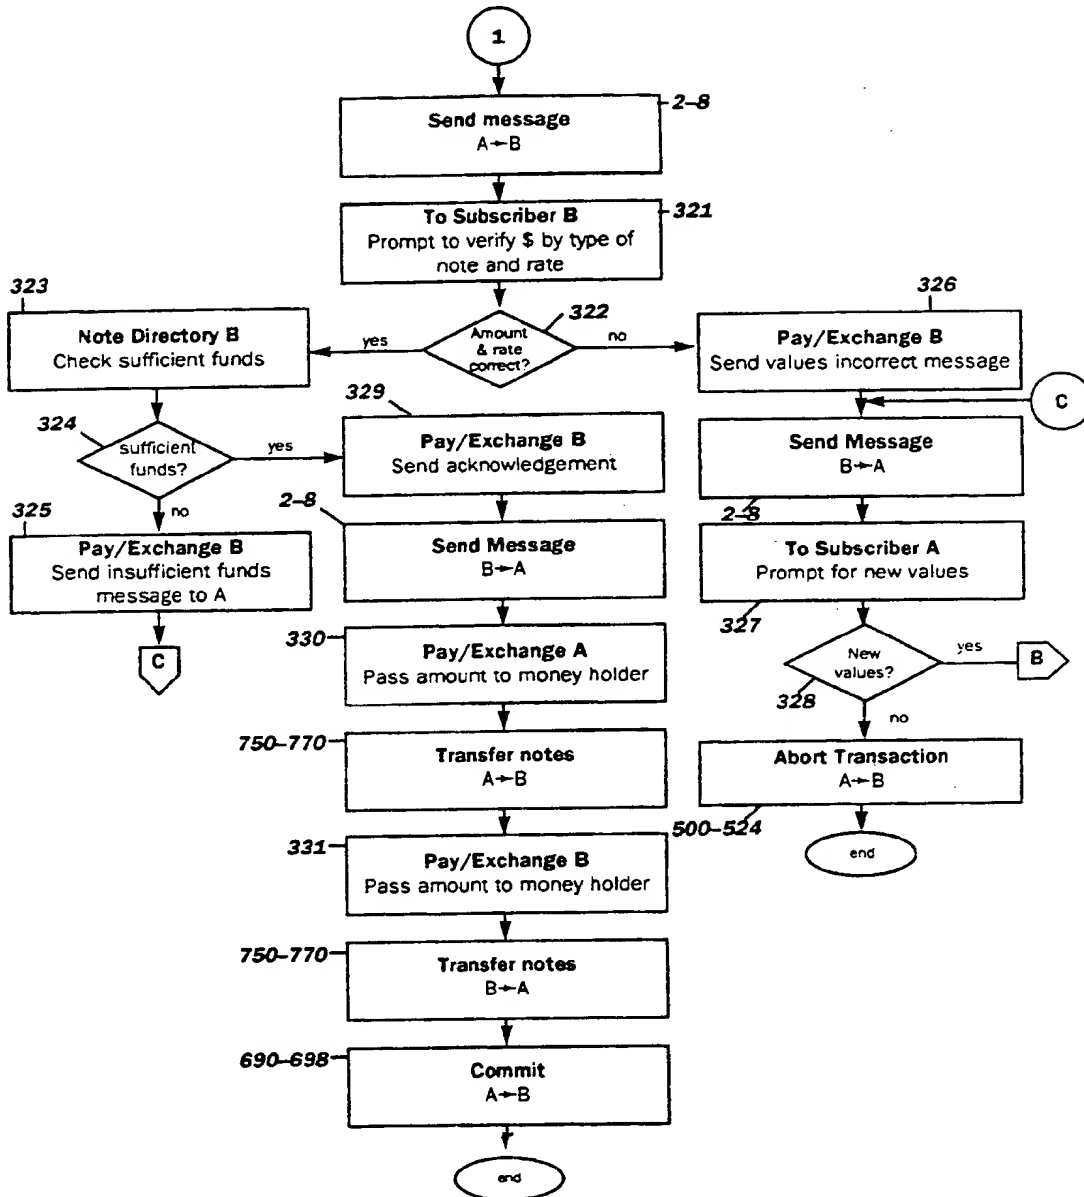 1
2-8
Send message
A→B
321
To Subscriber B
Prompt to verify $ by type of
note and rate
323
322
326
Note Directory B
Check sufficient funds
yes
Amount
& rate
correct?
no
Pay/Exchange B
Send values incorrect message
C
324
sufficient
funds?
yes
no
329
Pay/Exchange B
Send acknowledgement
Send Message
B→A
2-8
325
Pay/Exchange B
Send insufficient funds
message to A
C
2-8
Send Message
B→A
To Subscriber A
Prompt for new values
327
330
Pay/Exchange A
Pass amount to money holder
New
values?
328
yes
B
no
750-770
Transfer notes
A→B
Abort Transaction
A→B
500-524
end
331
Pay/Exchange B
Pass amount to money holder
750-770
Transfer notes
B→A
690-698
Commit
A→B
end